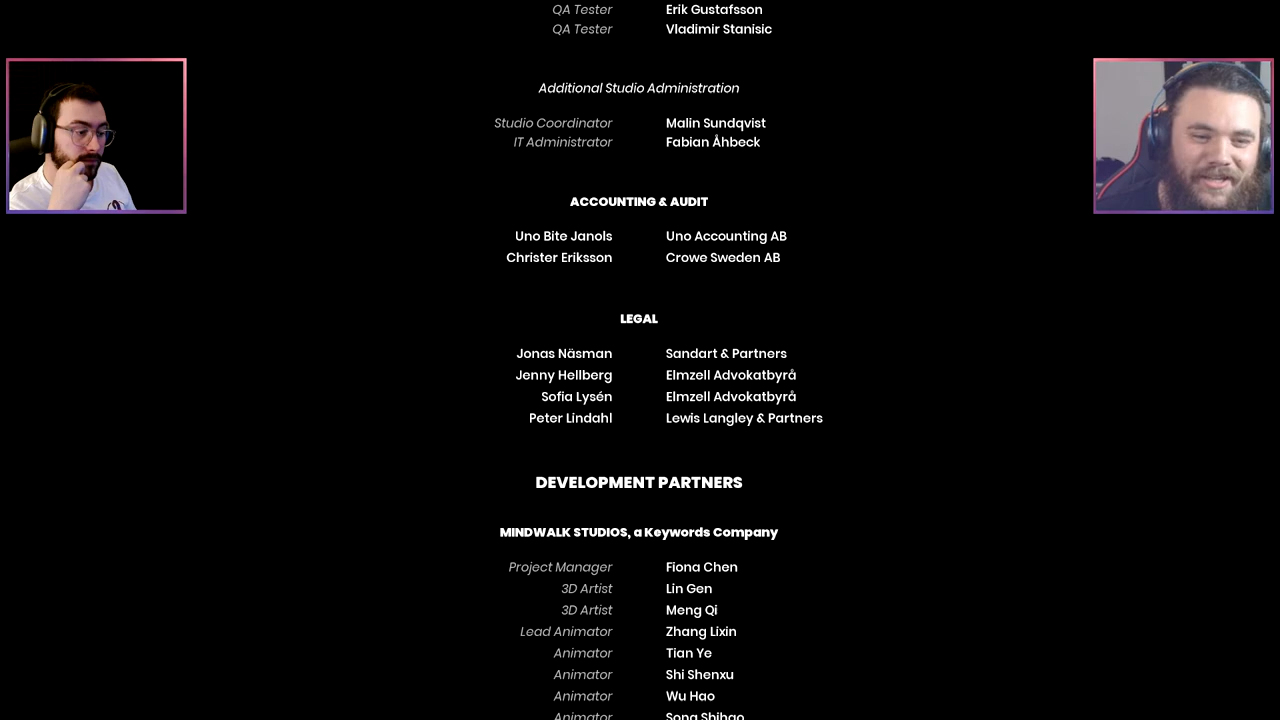 QA Tester Erik Gustafsson
QA Tester Vladimir Stanisic
Additional Studio Administration
Studio Coordinator Malin Sundqvist
IT Administrator Fabian Åhbeck
ACCOUNTING & AUDIT
Uno Bite Janols Uno Accounting AB
Christer Eriksson Crowe Sweden AB
LEGAL
Jonas Näsman Sandart & Partners
Jenny Hellberg Elmzell Advokatbyrå
Sofia Lysén Elmzell Advokatbyrå
Peter Lindahl Lewis Langley & Partners
DEVELOPMENT PARTNERS
MINDWALK STUDIOS, a Keywords Company
Project Manager Fiona Chen
3D Artist Lin Gen
3D Artist Meng Qi
Lead Animator Zhang Lixin
Animator Tian Ye
Animator Shi Shenxu
Animator Wu Hao
Animator Song Shibao